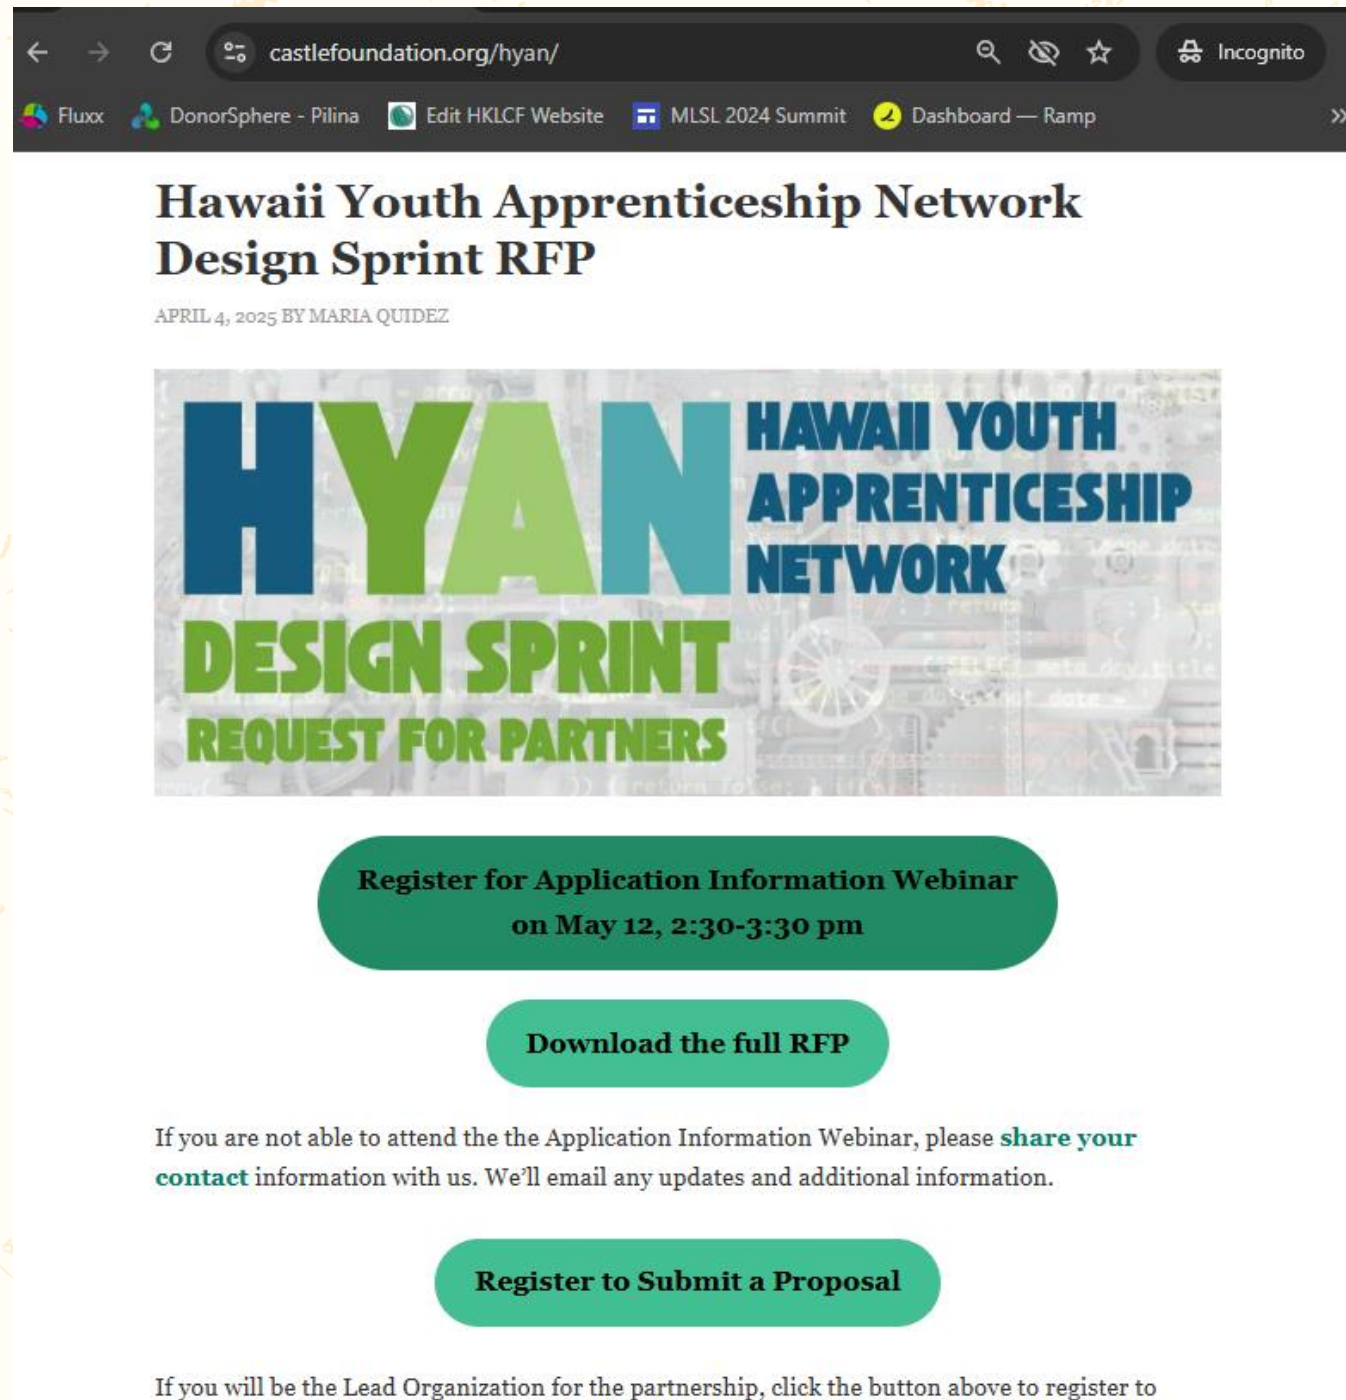 castlefoundation.org/hyan/
Incognito
Fluxx
DonorSphere - Pilina
Edit HKLCF Website
MLSL 2024 Summit
Dashboard — Ramp
Hawaii Youth Apprenticeship Network
Design Sprint RFP
APRIL 4, 2025 BY MARIA QUIDEZ
HYAN
HAWAII YOUTH
APPRENTICESHIP
NETWORK
DESIGN SPRINT
REQUEST FOR PARTNERS
Register for Application Information Webinar
on May 12, 2:30-3:30 pm
Download the full RFP
If you are not able to attend the the Application Information Webinar, please share your
contact information with us. We’ll email any updates and additional information.
Register to Submit a Proposal
If you will be the Lead Organization for the partnership, click the button above to register to